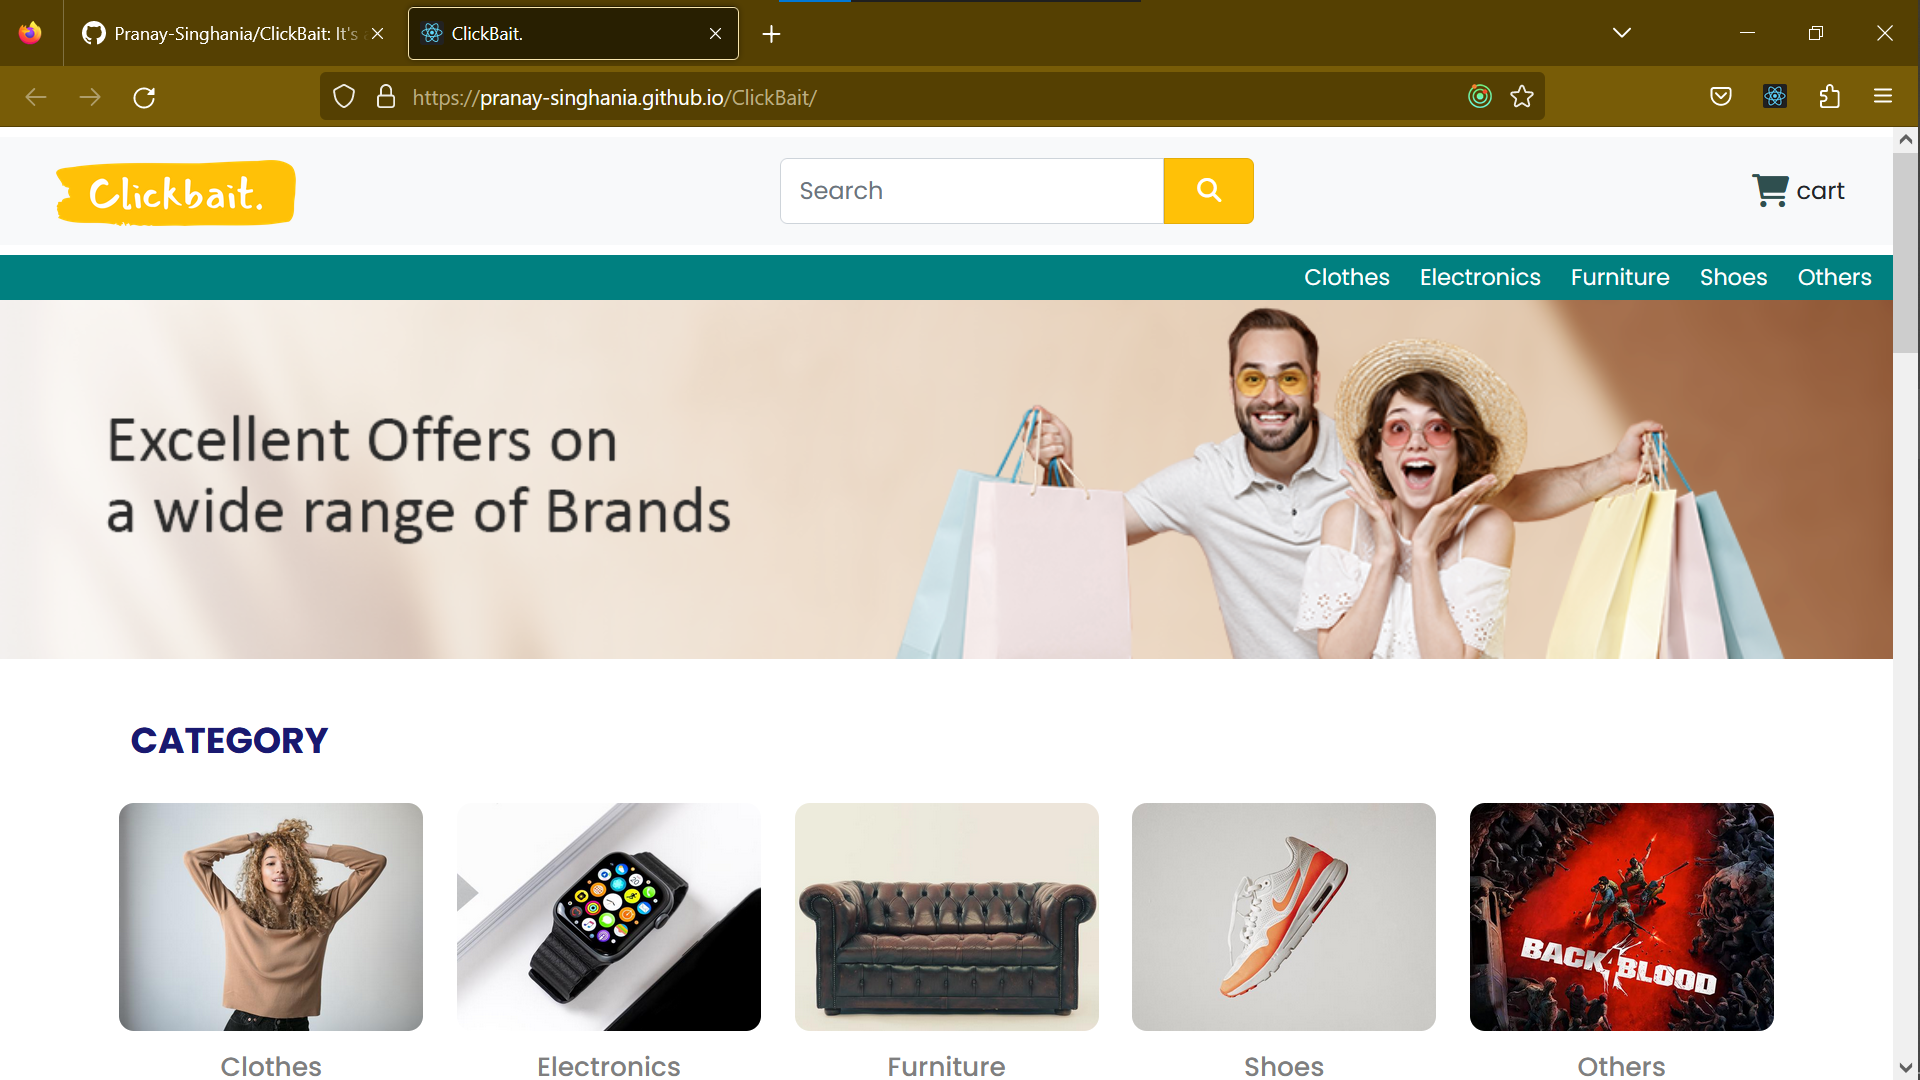 Pranay-Singhania/ClickBait: It's
ClickBait.
https://pranay-singhania.github.io/ClickBait/
Clickbait.
Search
cart
Clothes Electronics Furniture Shoes Others
Excellent Offers on
a wide range of Brands
CATEGORY
BACK 4 BLOOD
Clothes Electronics Furniture Shoes Others